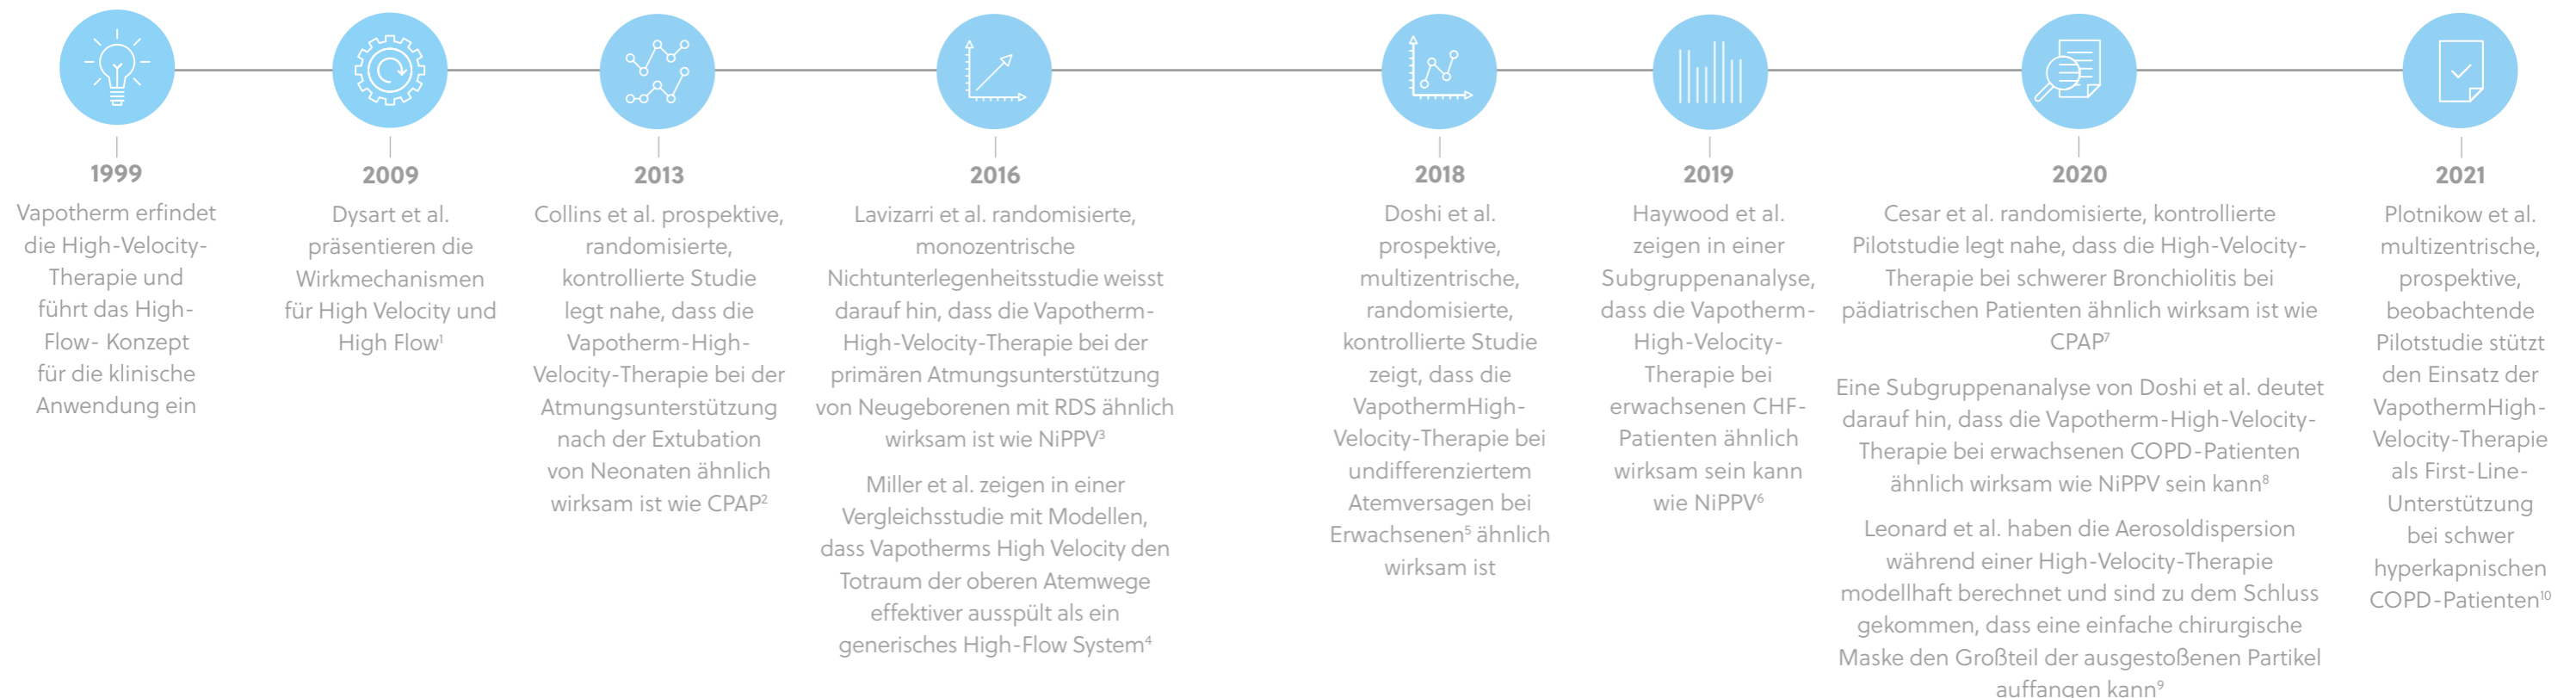 1999
Vapotherm erfindet
die High-Velocity-
Therapie und
führt das High-
Flow- Konzept
für die klinische
Anwendung ein
2009
Dysart et al.
präsentieren die
Wirkmechanismen
für High Velocity und
High Flow¹
2013
Collins et al. prospektive,
randomisierte,
kontrollierte Studie
legt nahe, dass die
Vapotherm-High-
Velocity-Therapie bei der
Atmungsunterstützung
nach der Extubation
von Neonaten ähnlich
wirksam ist wie CPAP²
2016
Lavizarri et al. randomisierte,
monozentrische
Nichtunterlegenheitsstudie weisst
darauf hin, dass die Vapotherm-
High-Velocity-Therapie bei der
primären Atmungsunterstützung
von Neugeborenen mit RDS ähnlich
wirksam ist wie NiPPV³
Miller et al. zeigen in einer
Vergleichsstudie mit Modellen,
dass Vapotherms High Velocity den
Totraum der oberen Atemwege
effektiver ausspült als ein
generisches High-Flow System⁴
2018
Doshi et al.
prospektive,
multizentrische,
randomisierte,
kontrollierte Studie
zeigt, dass die
VapothermHigh-
Velocity-Therapie bei
undifferenziertem
Atemversagen bei
Erwachsenen⁵ ähnlich
wirksam ist
2019
Haywood et al.
zeigen in einer
Subgruppenanalyse,
dass die Vapotherm-
High-Velocity-
Therapie bei
erwachsenen CHF-
Patienten ähnlich
wirksam sein kann
wie NiPPV⁶
2020
Cesar et al. randomisierte, kontrollierte
Pilotstudie legt nahe, dass die High-Velocity-
Therapie bei schwerer Bronchiolitis bei
pädiatrischen Patienten ähnlich wirksam ist wie
CPAP⁷
Eine Subgruppenanalyse von Doshi et al. deutet
darauf hin, dass die Vapotherm-High-Velocity-
Therapie bei erwachsenen COPD-Patienten
ähnlich wirksam wie NiPPV sein kann⁸
Leonard et al. haben die Aerosoldispersion
während einer High-Velocity-Therapie
modellhaft berechnet und sind zu dem Schluss
gekommen, dass eine einfache chirurgische
Maske den Großteil der ausgestoßenen Partikel
auffangen kann⁹
2021
Plotnikow et al.
multizentrische,
prospektive,
beobachtende
Pilotstudie stützt
den Einsatz der
VapothermHigh-
Velocity-Therapie
als First-Line-
Unterstützung
bei schwer
hyperkapnischen
COPD-Patienten¹⁰